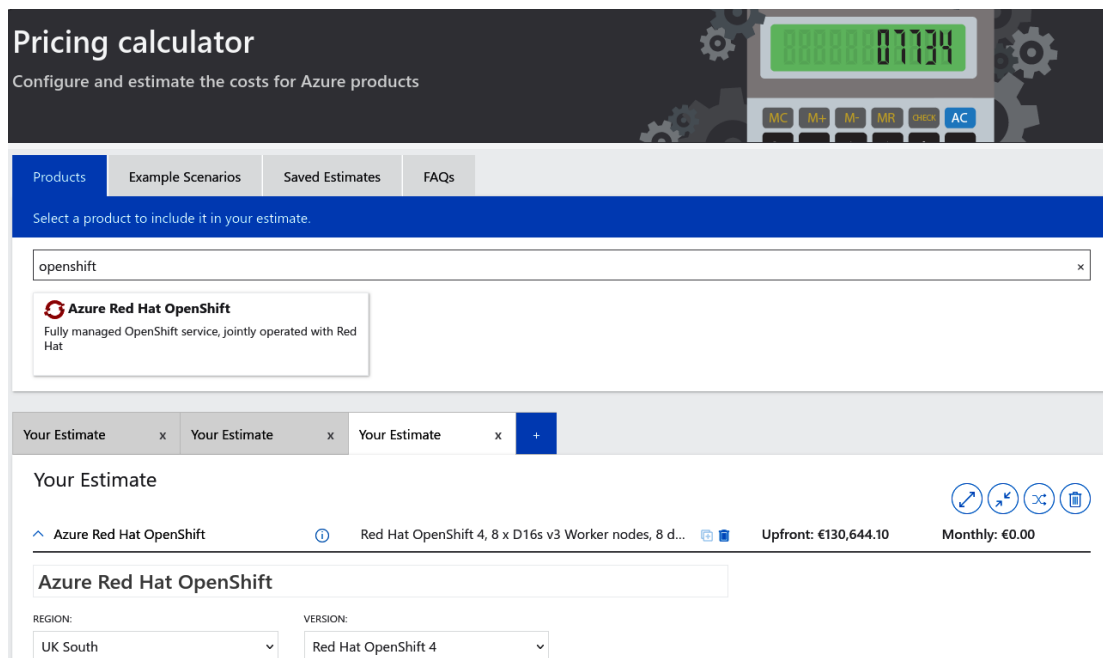 Pricing calculator
Configure and estimate the costs for Azure products
07734
MC M+ M- MR CHECK AC
Products Example Scenarios Saved Estimates FAQs
Select a product to include it in your estimate.
openshift ×
Azure Red Hat OpenShift
Fully managed OpenShift service, jointly operated with Red
Hat
Your Estimate x Your Estimate x Your Estimate x +
Your Estimate
Azure Red Hat OpenShift Red Hat OpenShift 4, 8 x D16s v3 Worker nodes, 8 d... Upfront: €130,644.10 Monthly: €0.00
Azure Red Hat OpenShift
REGION: VERSION:
UK South Red Hat OpenShift 4